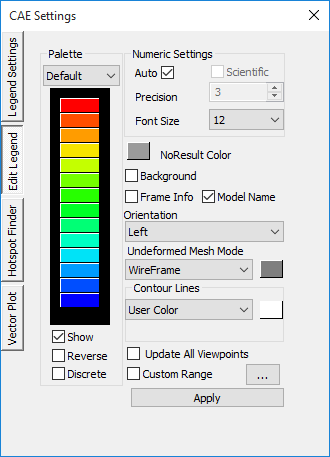 CAE Settings
Legend Settings
Edit Legend
Hotspot Finder
Vector Plot
Palette
Default
Show
Reverse
Discrete
Numeric Settings
Auto
Scientific
Precision
3
Font Size
12
NoResult Color
Background
Frame Info
Model Name
Orientation
Left
Undeformed Mesh Mode
WireFrame
Contour Lines
User Color
Update All Viewpoints
Custom Range
...
Apply